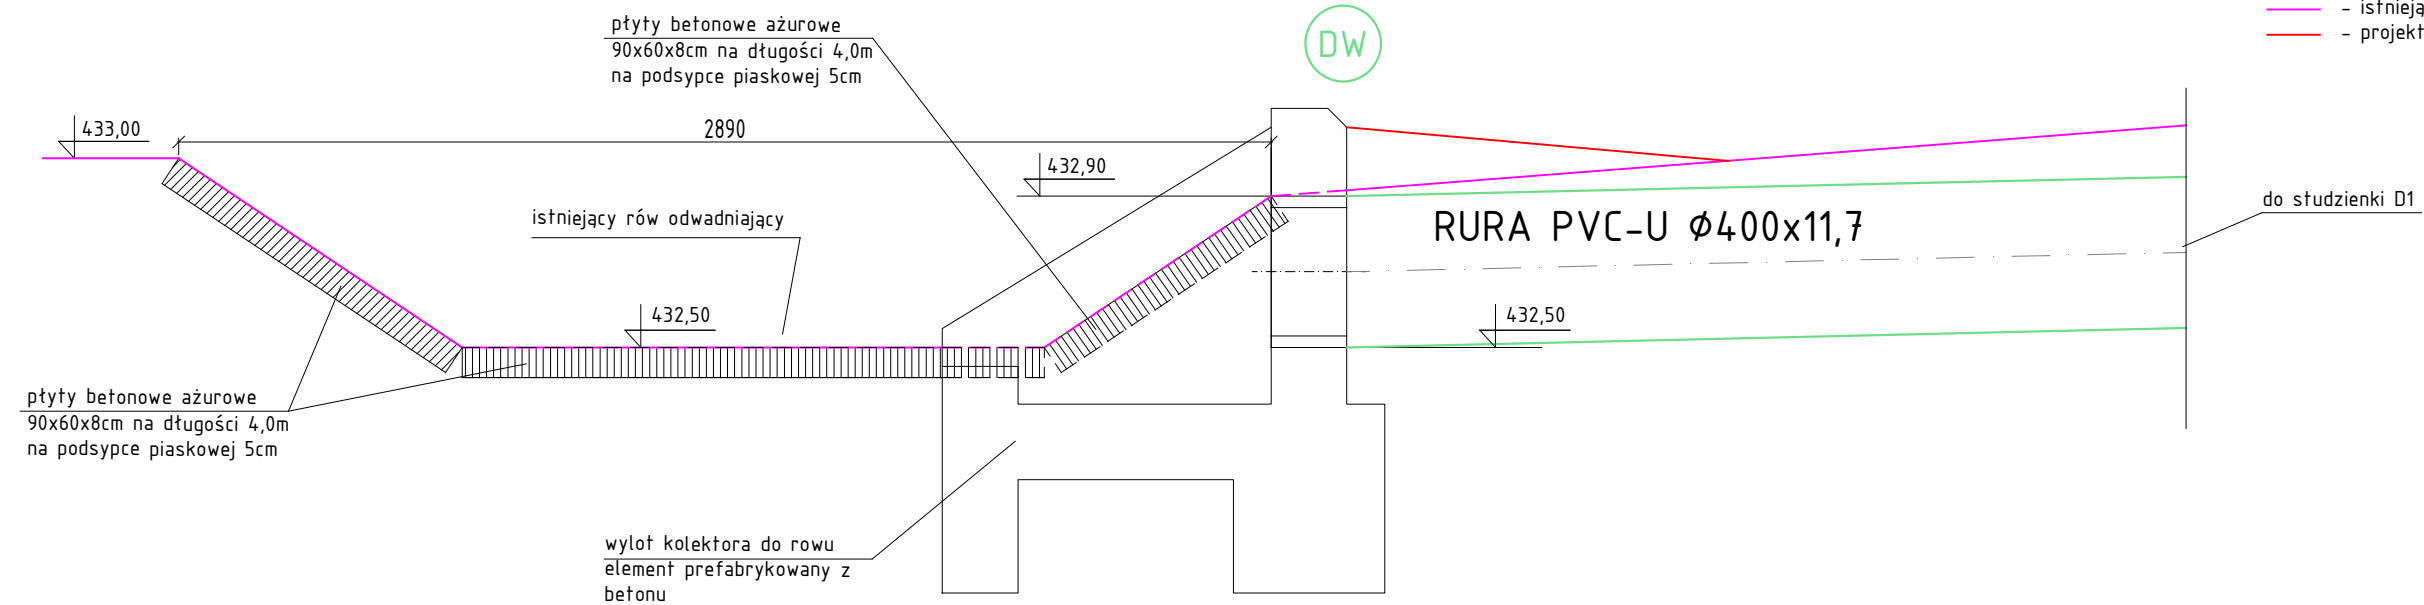 płyty betonowe ażurowe
90x60x8cm na długości 4,0m
na podsypce piaskowej 5cm
DW
- istnieją
- projekt
433,00
2890
432,90
istniejący rów odwadniający
RURA PVC-U Φ400x11,7
do studzienki D1
432,50
432,50
płyty betonowe ażurowe
90x60x8cm na długości 4,0m
na podsypce piaskowej 5cm
wylot kolektora do rowu
element prefabrykowany z
betonu